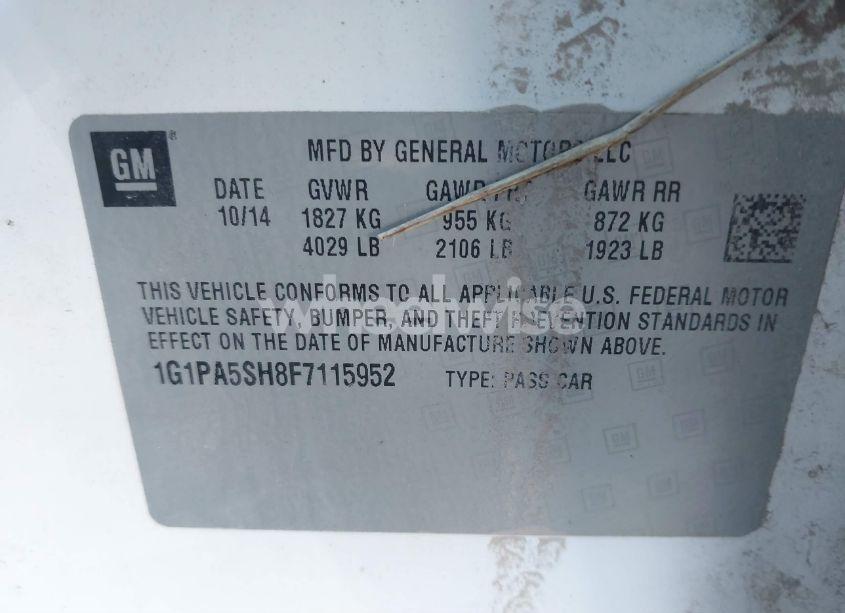 GM
MFD BY GENERAL MOTORS LLC
DATE GVWR GAWR FRT GAWR RR
10/14 1827 KG 955 KG 872 KG
4029 LB 2106 LB 1923 LB
THIS VEHICLE CONFORMS TO ALL APPLICABLE U.S. FEDERAL MOTOR
VEHICLE SAFETY, BUMPER, AND THEFT PREVENTION STANDARDS IN
EFFECT ON THE DATE OF MANUFACTURE SHOWN ABOVE.
1G1PA5SH8F7115952 TYPE: PASS CAR
wheelwise